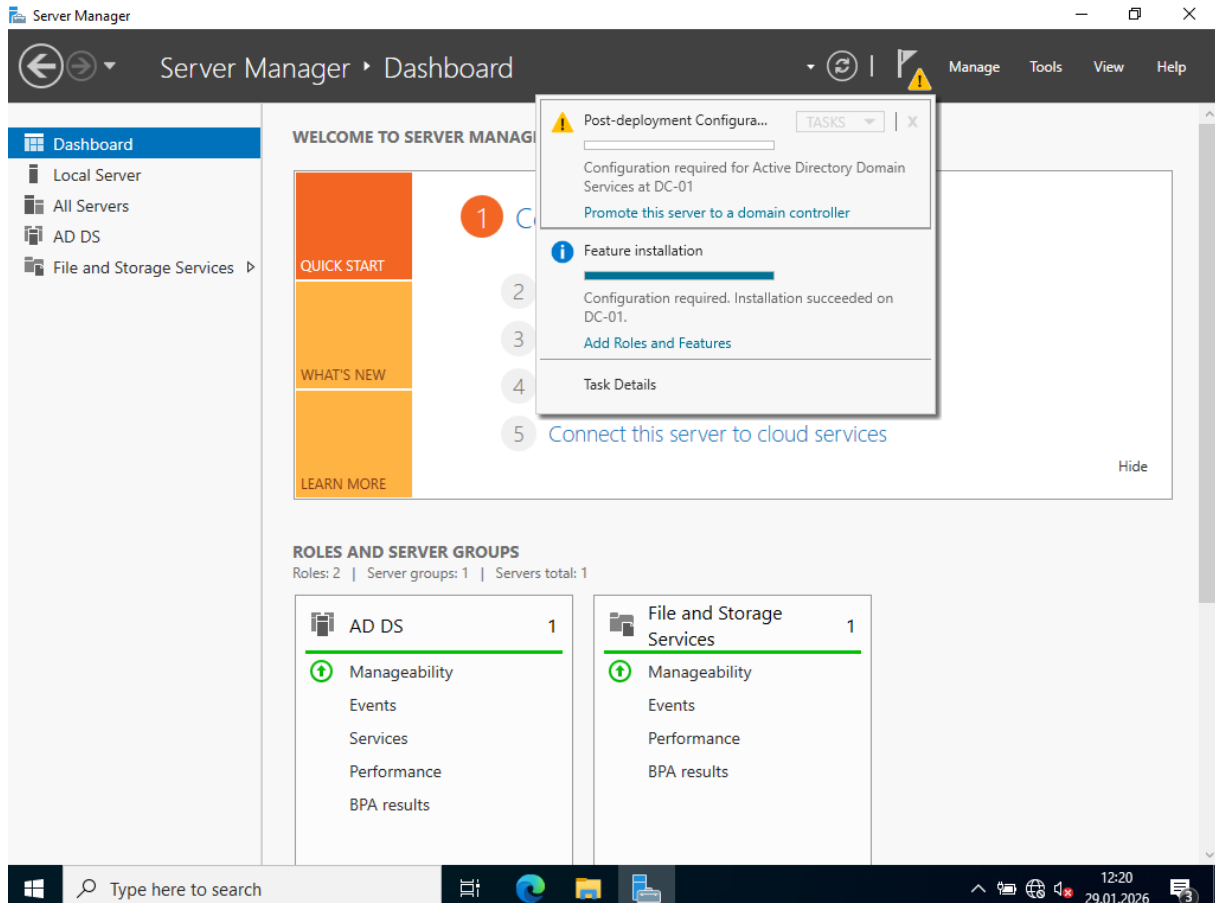 Server Manager
Server Manager ‣ Dashboard
Manage Tools View Help
Dashboard
Local Server
All Servers
AD DS
File and Storage Services
WELCOME TO SERVER MANAG
QUICK START
WHAT'S NEW
LEARN MORE
1
2
3
4
5 Connect this server to cloud services
Hide
Post-deployment Configura...
TASKS
X
Configuration required for Active Directory Domain
Services at DC-01
Promote this server to a domain controller
Feature installation
Configuration required. Installation succeeded on
DC-01.
Add Roles and Features
Task Details
ROLES AND SERVER GROUPS
Roles: 2 | Server groups: 1 | Servers total: 1
AD DS 1
Manageability
Events
Services
Performance
BPA results
File and Storage
Services 1
Manageability
Events
Performance
BPA results
Type here to search
12:20
29.01.2026
3